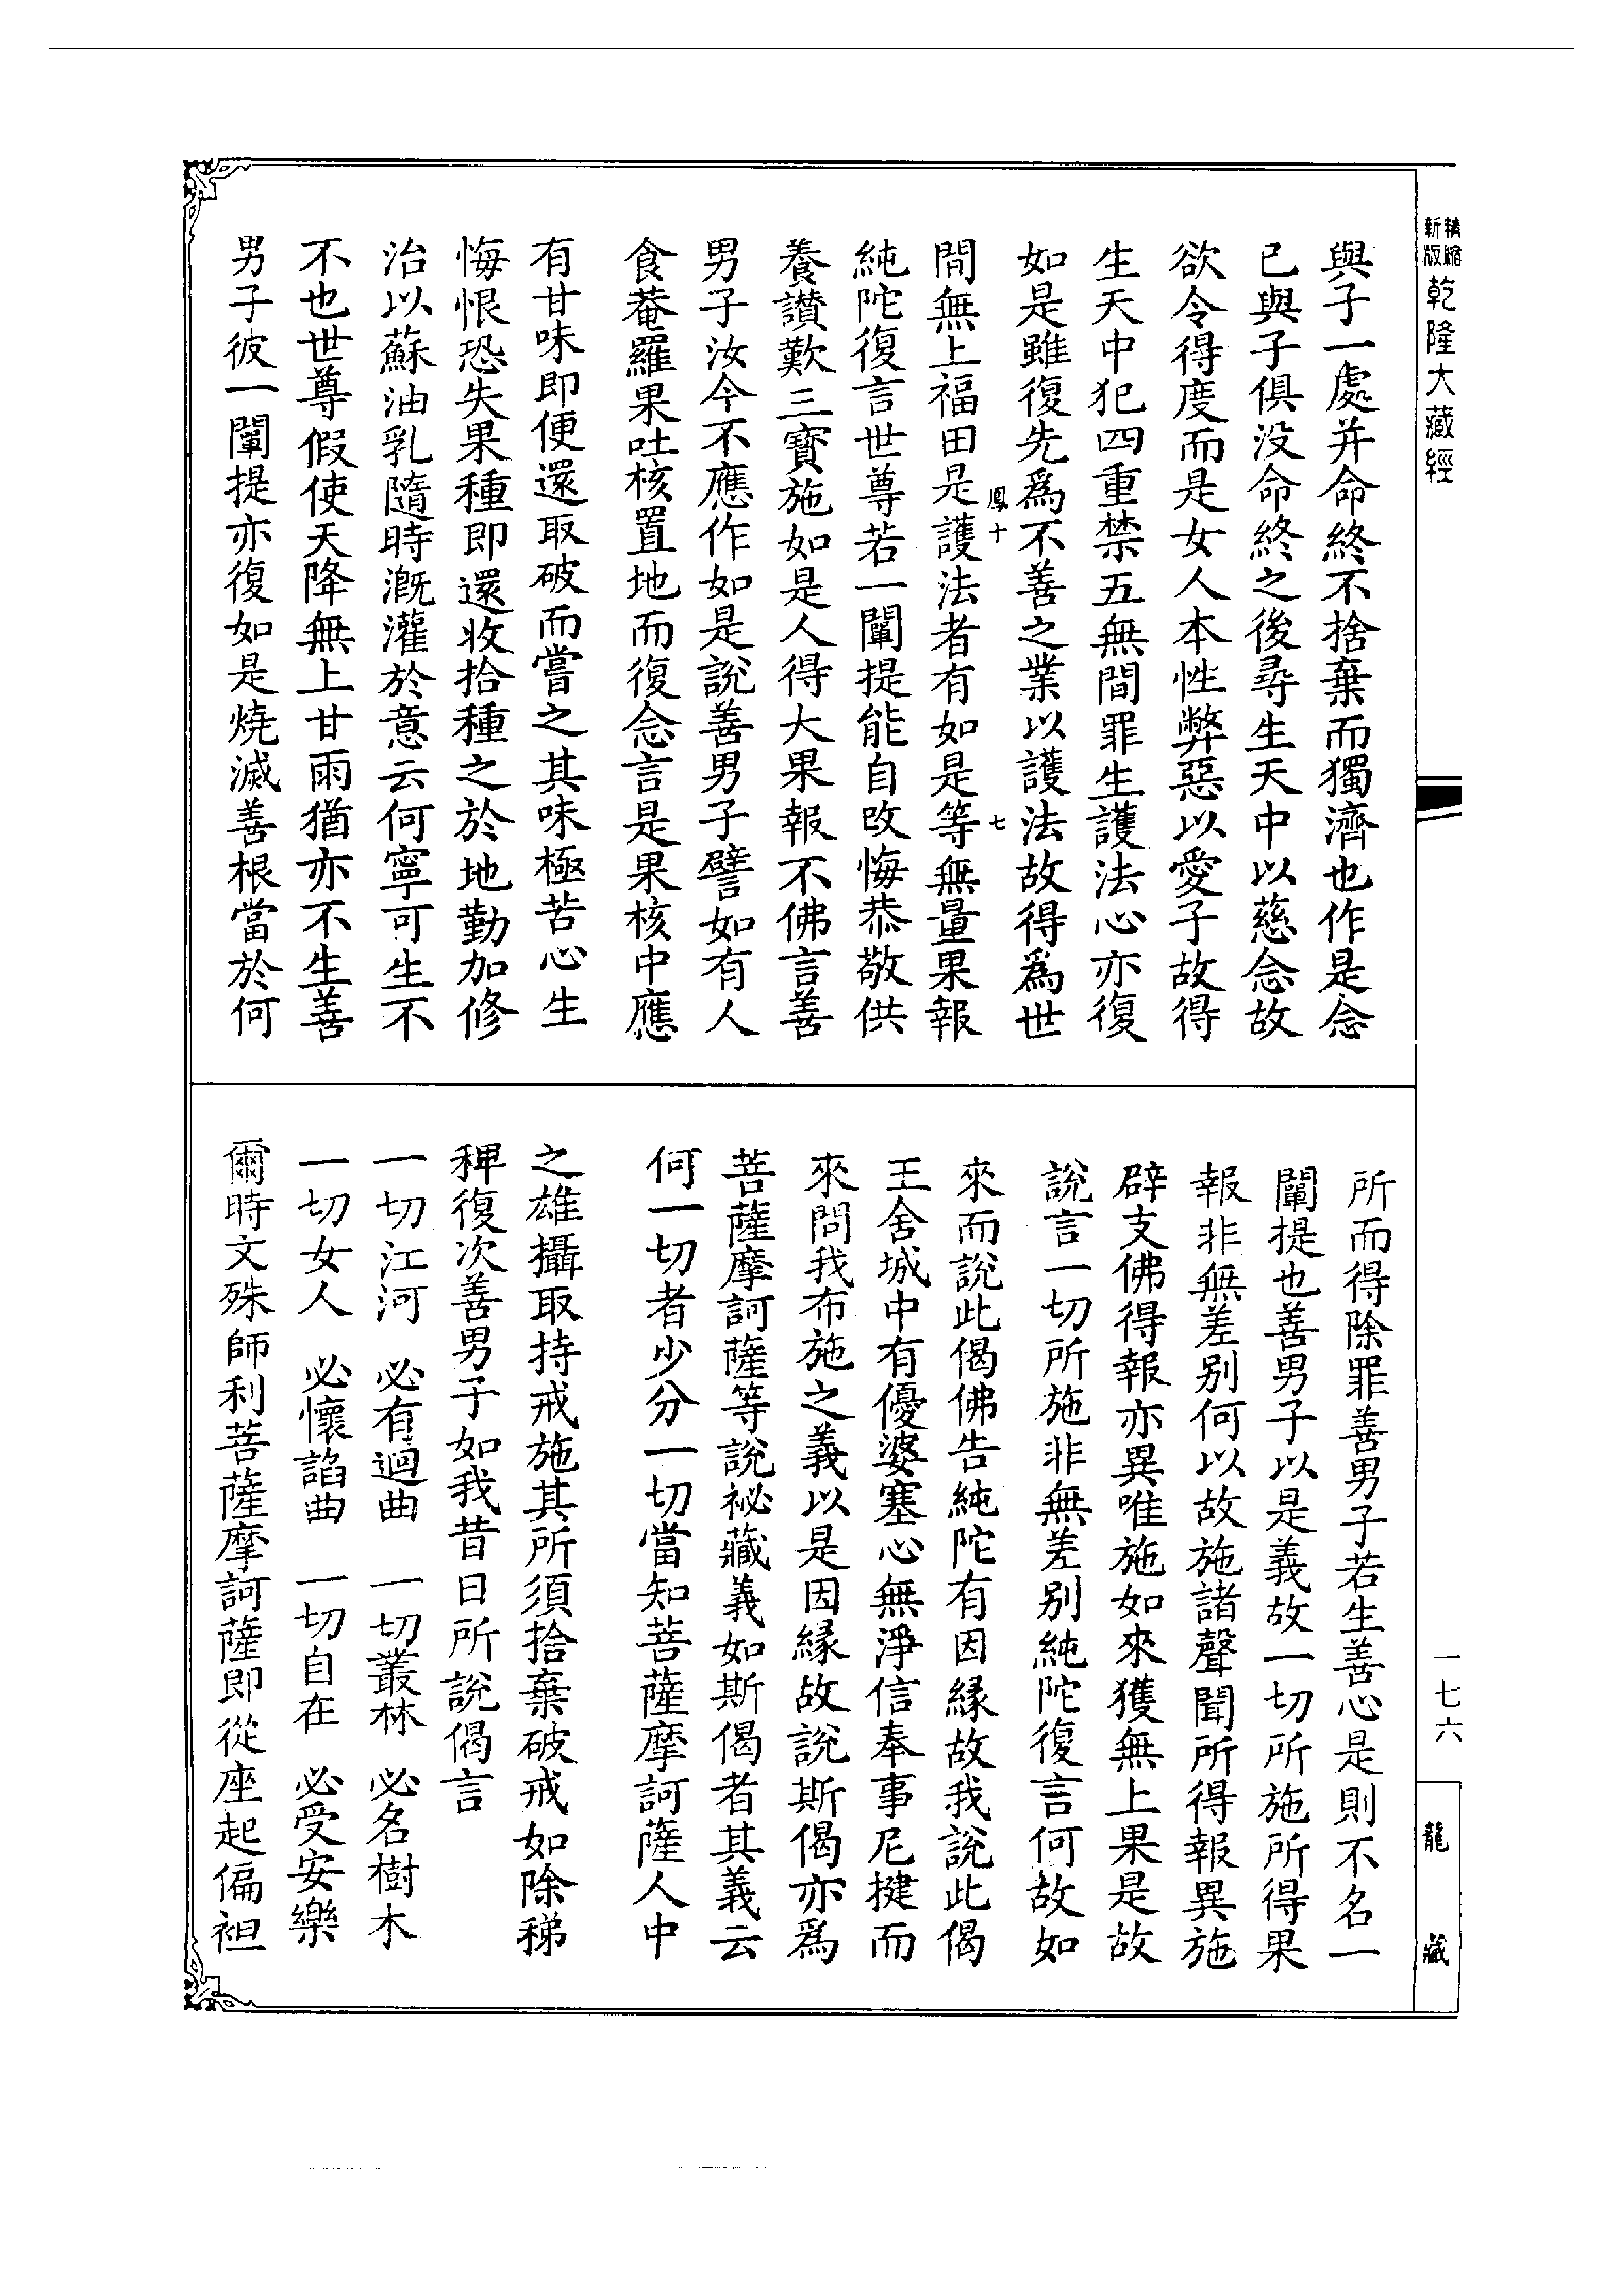 精縮新版乾隆大藏經
與子一處并命終不捨棄而獨濟也作是念
已與子俱没命終之後尋生天中以慈念故
欲令得度而是女人本性弊惡以愛子故得
生天中犯四重禁五無間罪生護法心亦復
如是雖復先爲不善之業以護法故得爲世
鳳十 七
間無上福田是護法者有如是等無量果報
純陀復言世尊若一闡提能自改悔恭敬供
養讃歎三寳施如是人得大果報不佛言善
男子汝今不應作如是說善男子譬如有人
食菴羅果吐核置地而復念言是果核中應
有甘味即便還取破而嘗之其味極苦心生
悔恨恐失果種即還收拾種之於地勤加修
治以蘇油乳隨時溉灌於意云何寧可生不
不也世尊假使天降無上甘雨猶亦不生善
男子彼一闡提亦復如是燒滅善根當於何
所而得除罪善男子若生善心是則不名一
闡提也善男子以是義故一切所施所得果
報非無差别何以故施諸聲聞所得報異施
辟支佛得報亦異唯施如來獲無上果是故
說言一切所施非無差别純陀復言何故如
來而說此偈佛告純陀有因縁故我說此偈
王舍城中有優婆塞心無淨信奉事尼揵而
來問我布施之義以是因縁故說斯偈亦爲
菩薩摩訶薩等說祕藏義如斯偈者其義云
何一切者少分一切當知菩薩摩訶薩人中
之雄攝取持戒施其所須捨棄破戒如除稊
稗復次善男子如我昔日所說偈言
一切江河 必有迴曲 一切叢林 必名樹木
一切女人 必懷諂曲 一切自在 必受安樂
爾時文殊師利菩薩摩訶薩即從座起偏袒
一七六
龍藏